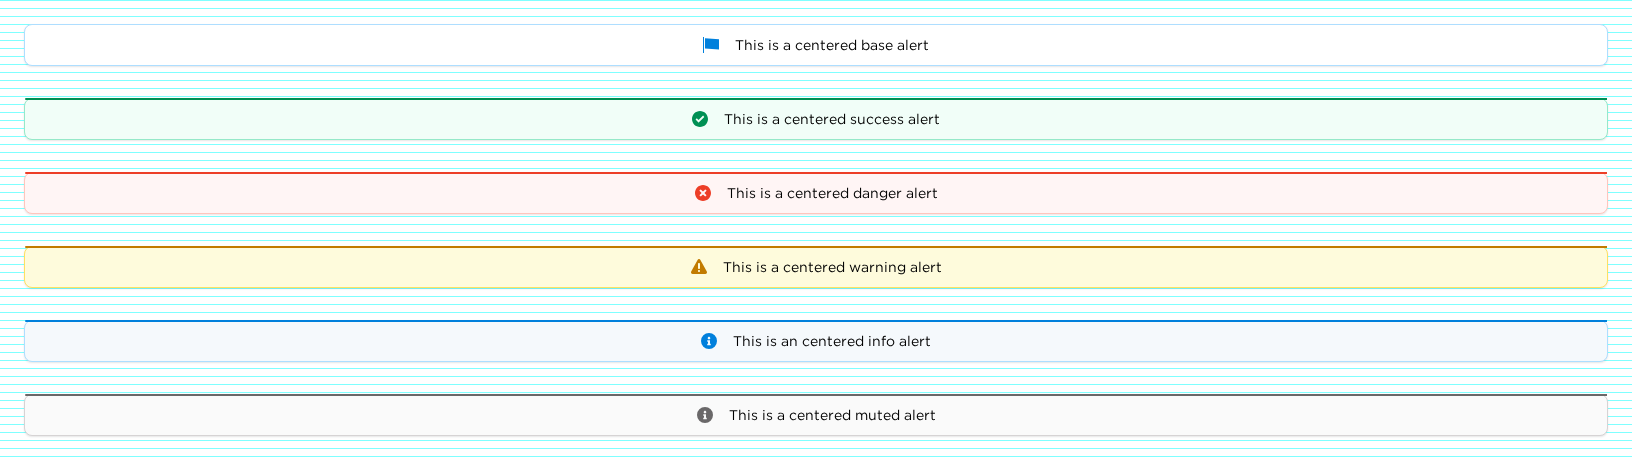 This is a centered base alert
This is a centered success alert
This is a centered danger alert
This is a centered warning alert
This is an centered info alert
This is a centered muted alert